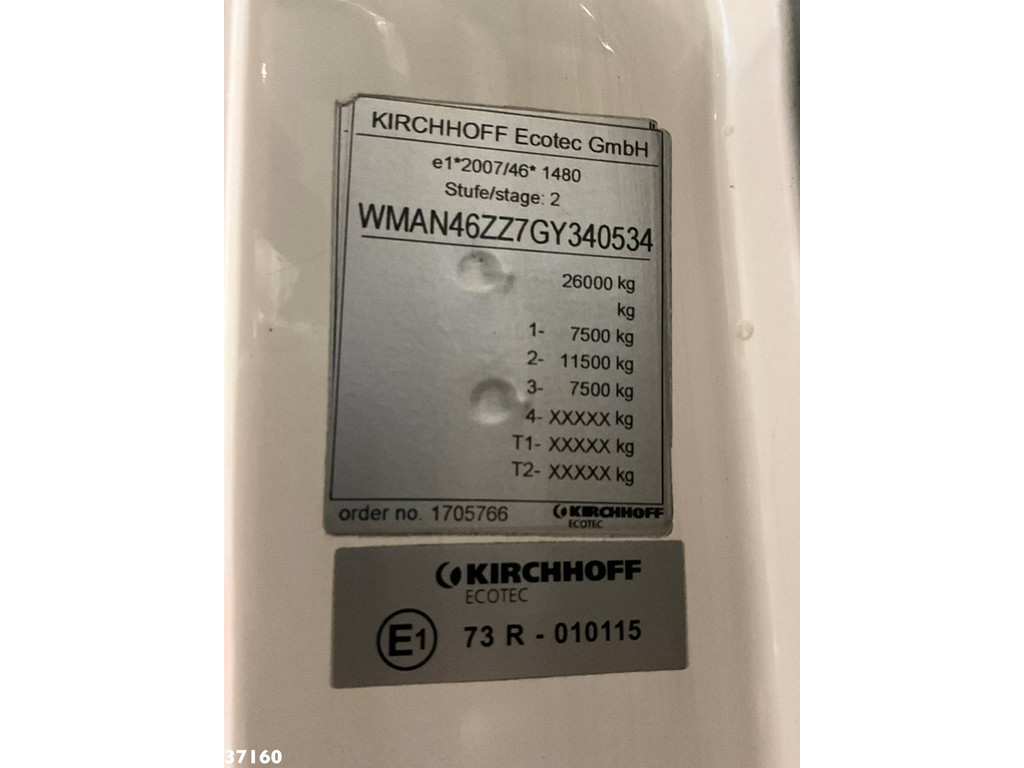 KIRCHHOFF Ecotec GmbH
e1*2007/46* 1480
Stufe/stage: 2
WMAN46ZZ7GY340534
26000 kg
kg
1- 7500 kg
2- 11500 kg
3- 7500 kg
4- XXXXX kg
T1- XXXXX kg
T2- XXXXX kg
order no. 1705766 KIRCHHOFF
ECOTEC
KIRCHHOFF
ECOTEC
E1 73 R - 010115
37160